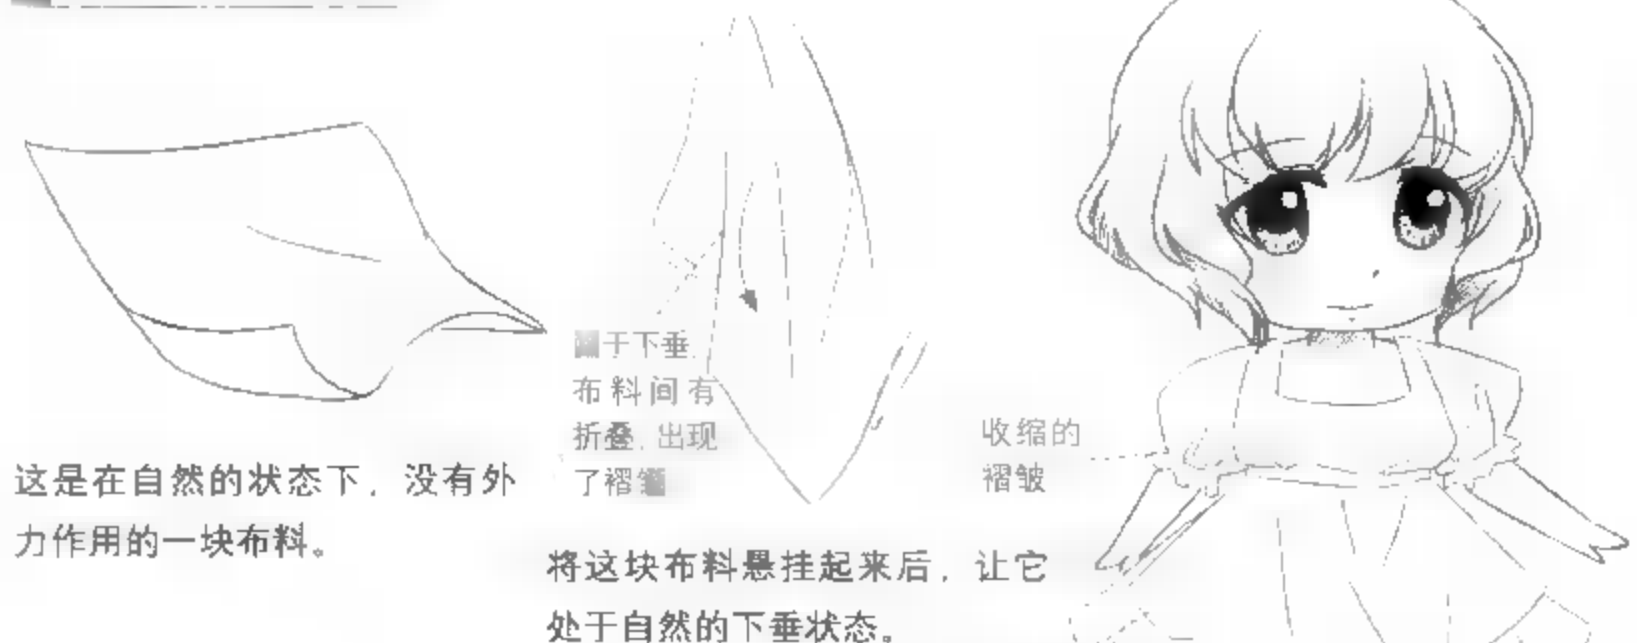 这是在自然的状态下，没有外
力作用的一块布料。
于下垂，
布料间有
折叠，出现
了褶
将这块布料悬挂起来后，让它
处于自然的下垂状态。
收缩的
褶皱